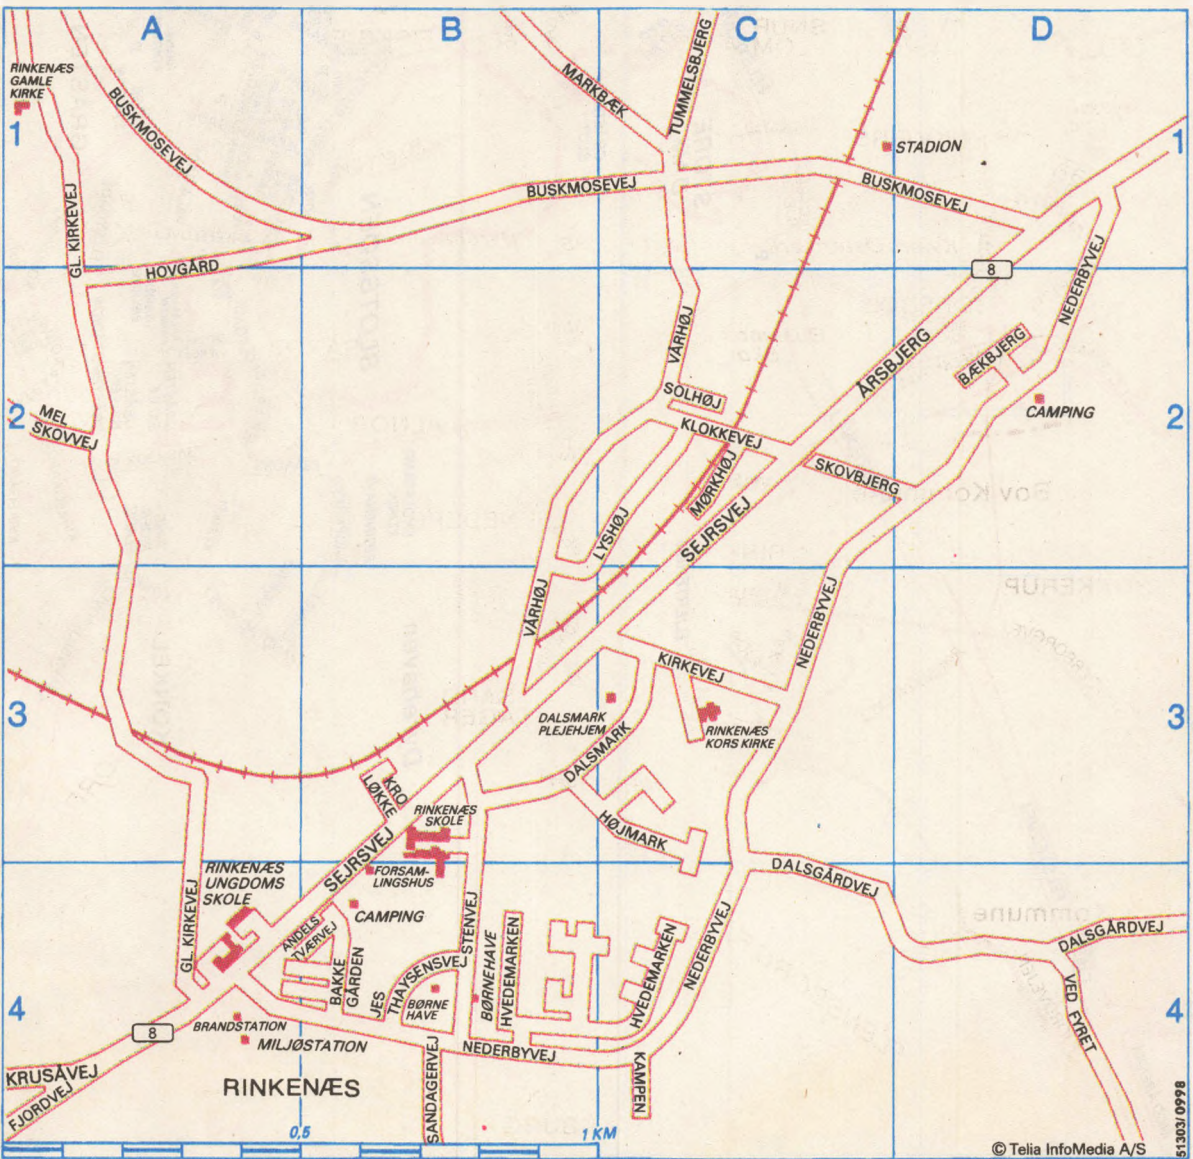 A
B
C
D
RINKENÆS
GAMLE
KIRKE
BUSKMOSEVEJ
MARKBÆK
TUMMELSBJERG
1
STADION
1
BUSKMOSEVEJ
BUSKMOSEVEJ
GL. KIRKEVEJ
HOVGÅRD
8
NEDERBYVEJ
VÅRHØJ
ÅRSBJERG
BÆKBJERG
SOLHØJ
CAMPING
2
MEL
SKOVVEJ
KLOKKEVEJ
2
SKOVBJERG
MØRKHØJ
LYSHØJ
SEJRSVEJ
VÅRHØJ
NEDERBYVEJ
KIRKEVEJ
3
DALSMARK
PLEJEHJEM
RINKENÆS
KORS KIRKE
3
DALSMARK
KRO
LØKKE
RINKENÆS
SKOLE
HØJMARK
SEJRSVEJ
RINKENÆS
UNGDOMS
SKOLE
FORSAM-
LINGSHUS
DALSGÅRDVEJ
CAMPING
GL. KIRKEVEJ
ANDELS
TVÆRVEJ
STENVEJ
BAKKE
GÅRDEN
JES
THAYSENSVEJ
BØRNEHAVE
HVEDEMARKEN
HVEDEMARKEN
NEDERBYVEJ
DALSGÅRDVEJ
BØRNE
HAVE
VED FYRET
4
4
8
BRANDSTATION
MILJØSTATION
NEDERBYVEJ
KRUSÅVEJ
FJORDVEJ
RINKENÆS
SANDAGERVEJ
KAMPEN
0,5
1 KM
© Telia InfoMedia A/S
51303/0998